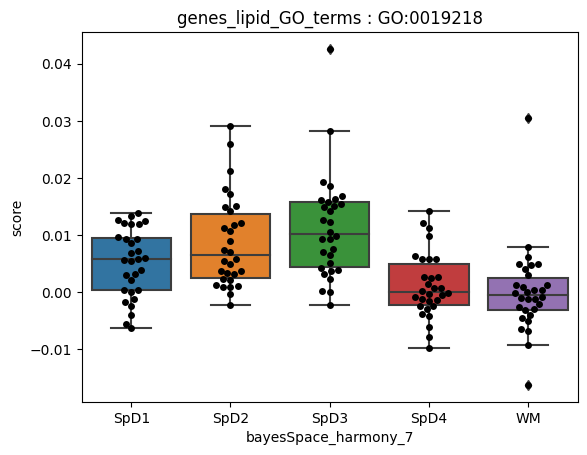 genes_lipid_GO_terms : GO:0019218
0.04
0.03
0.02
0.01
0.00
−0.01
score
SpD1 SpD2 SpD3 SpD4 WM
bayesSpace_harmony_7